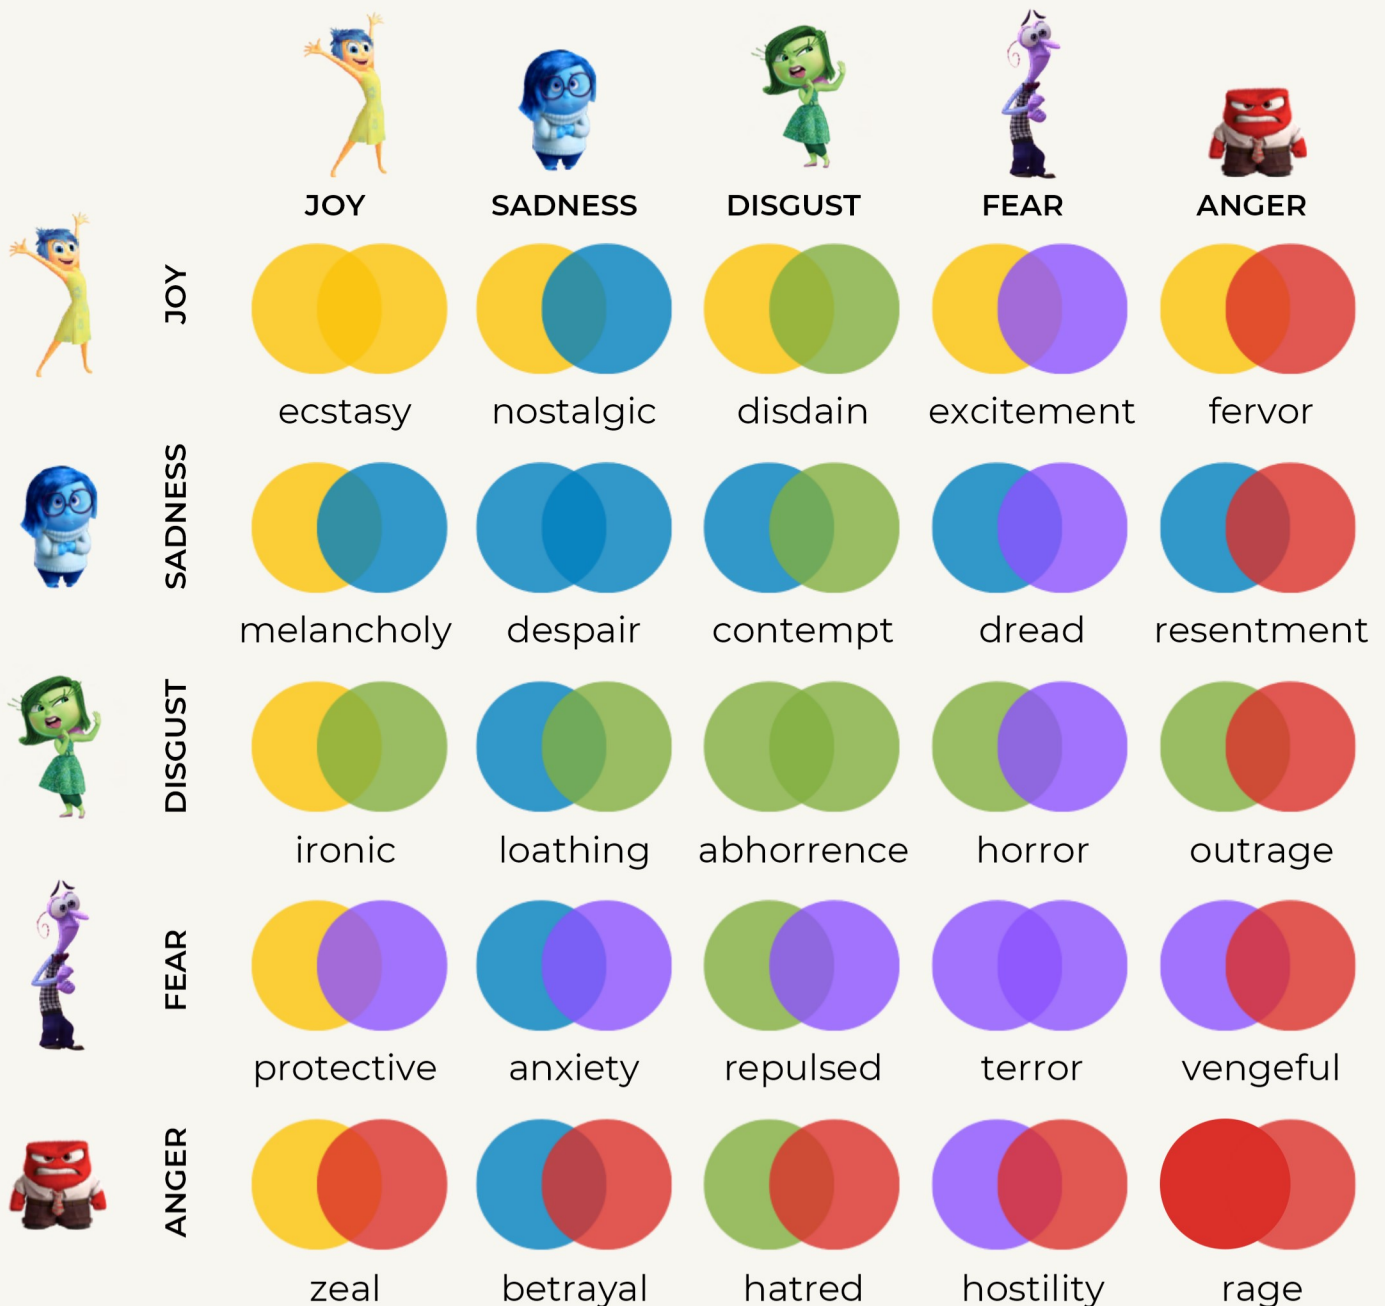 JOY SADNESS DISGUST FEAR ANGER
JOY
ecstasy nostalgic disdain excitement fervor
SADNESS
melancholy despair contempt dread resentment
DISGUST
ironic loathing abhorrence horror outrage
FEAR
protective anxiety repulsed terror vengeful
ANGER
zeal betrayal hatred hostility rage